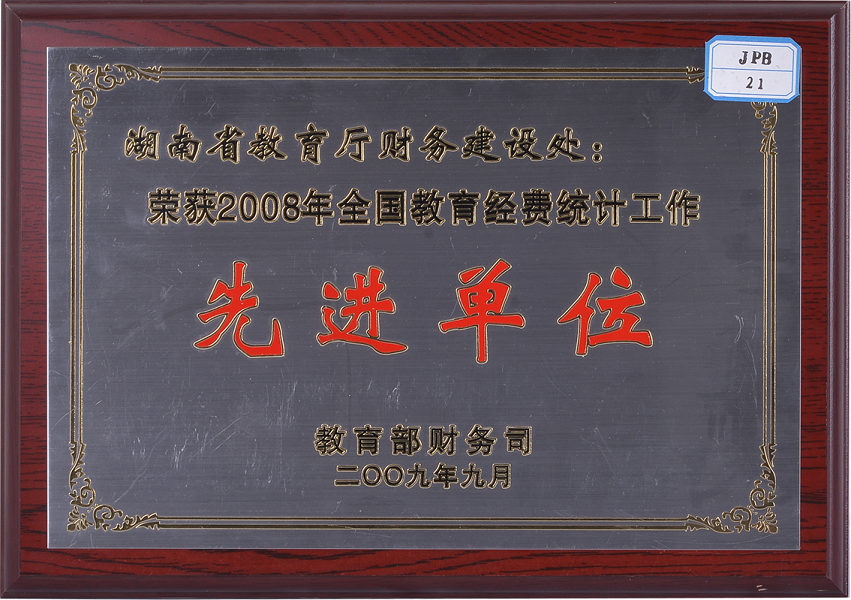 JPB
21
湖南省教育厅财务建设处：
荣获2008年全国教育经费统计工作
先进单位
教育部财务司
二〇〇九年九月